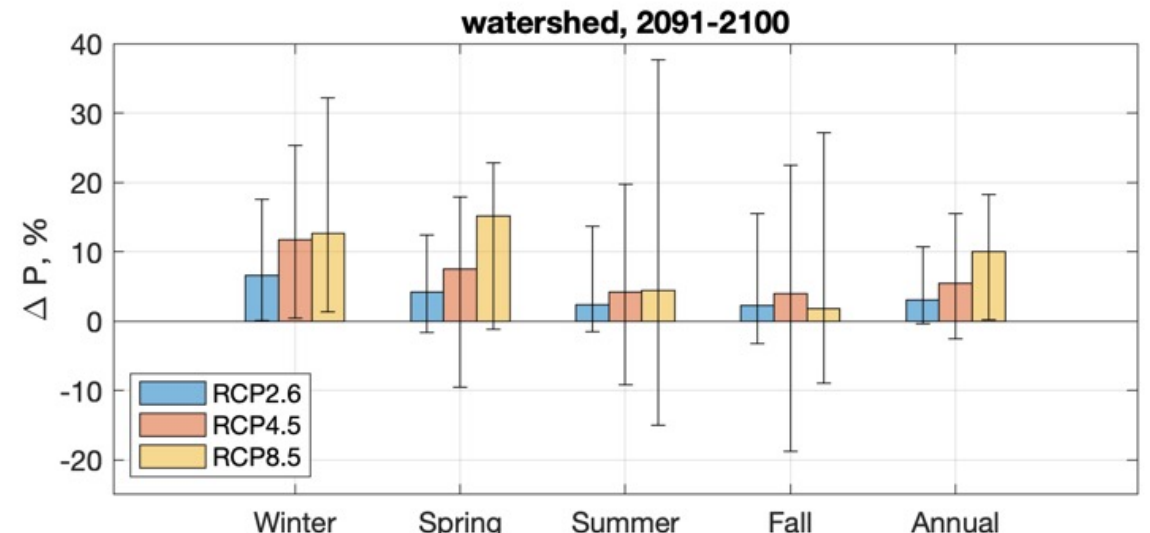 watershed, 2091-2100
40
30
20
10
0
-10
-20
Δ P, %
RCP2.6
RCP4.5
RCP8.5
Winter Spring Summer Fall Annual